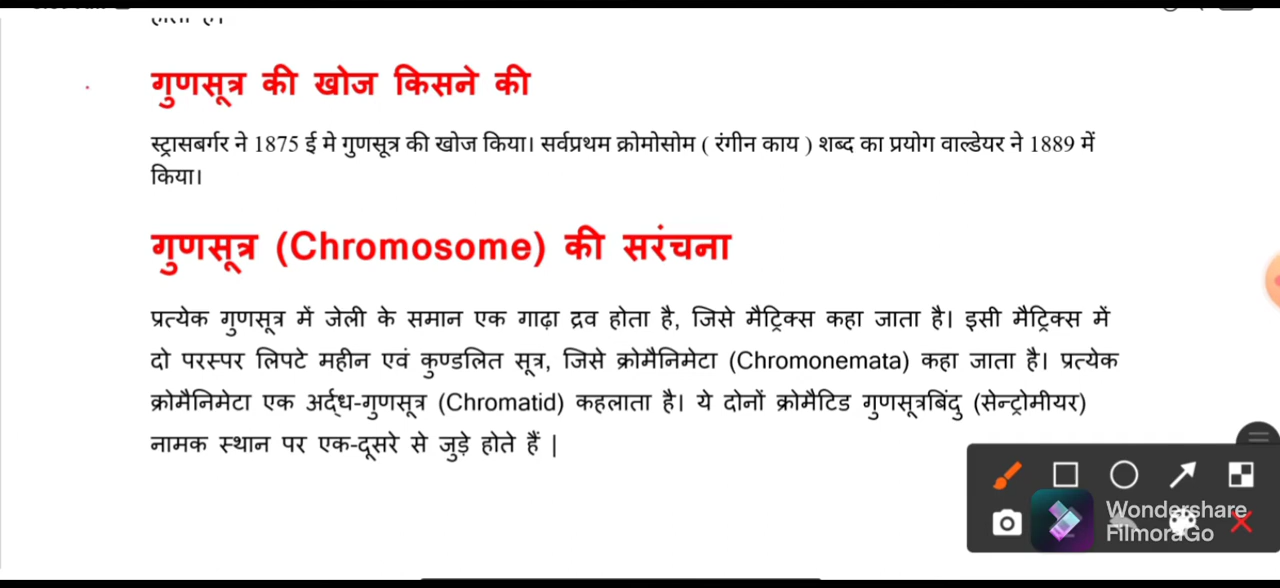 गुणसूत्र की खोज किसने की
स्ट्रासबर्गर ने 1875 ई मे गुणसूत्र की खोज किया। सर्वप्रथम क्रोमोसोम ( रंगीन काय ) शब्द का प्रयोग वाल्डेयर ने 1889 में
किया।
गुणसूत्र (Chromosome) की सरंचना
प्रत्येक गुणसूत्र में जेली के समान एक गाढ़ा द्रव होता है, जिसे मैट्रिक्स कहा जाता है। इसी मैट्रिक्स में
दो परस्पर लिपटे महीन एवं कुण्डलित सूत्र, जिसे क्रोमैनिमेटा (Chromonemata) कहा जाता है। प्रत्येक
क्रोमैनिमेटा एक अर्द्ध-गुणसूत्र (Chromatid) कहलाता है। ये दोनों क्रोमैटिड गुणसूत्रबिंदु (सेन्ट्रोमीयर)
नामक स्थान पर एक-दूसरे से जुड़े होते हैं |
Wondershare
FilmoraGo